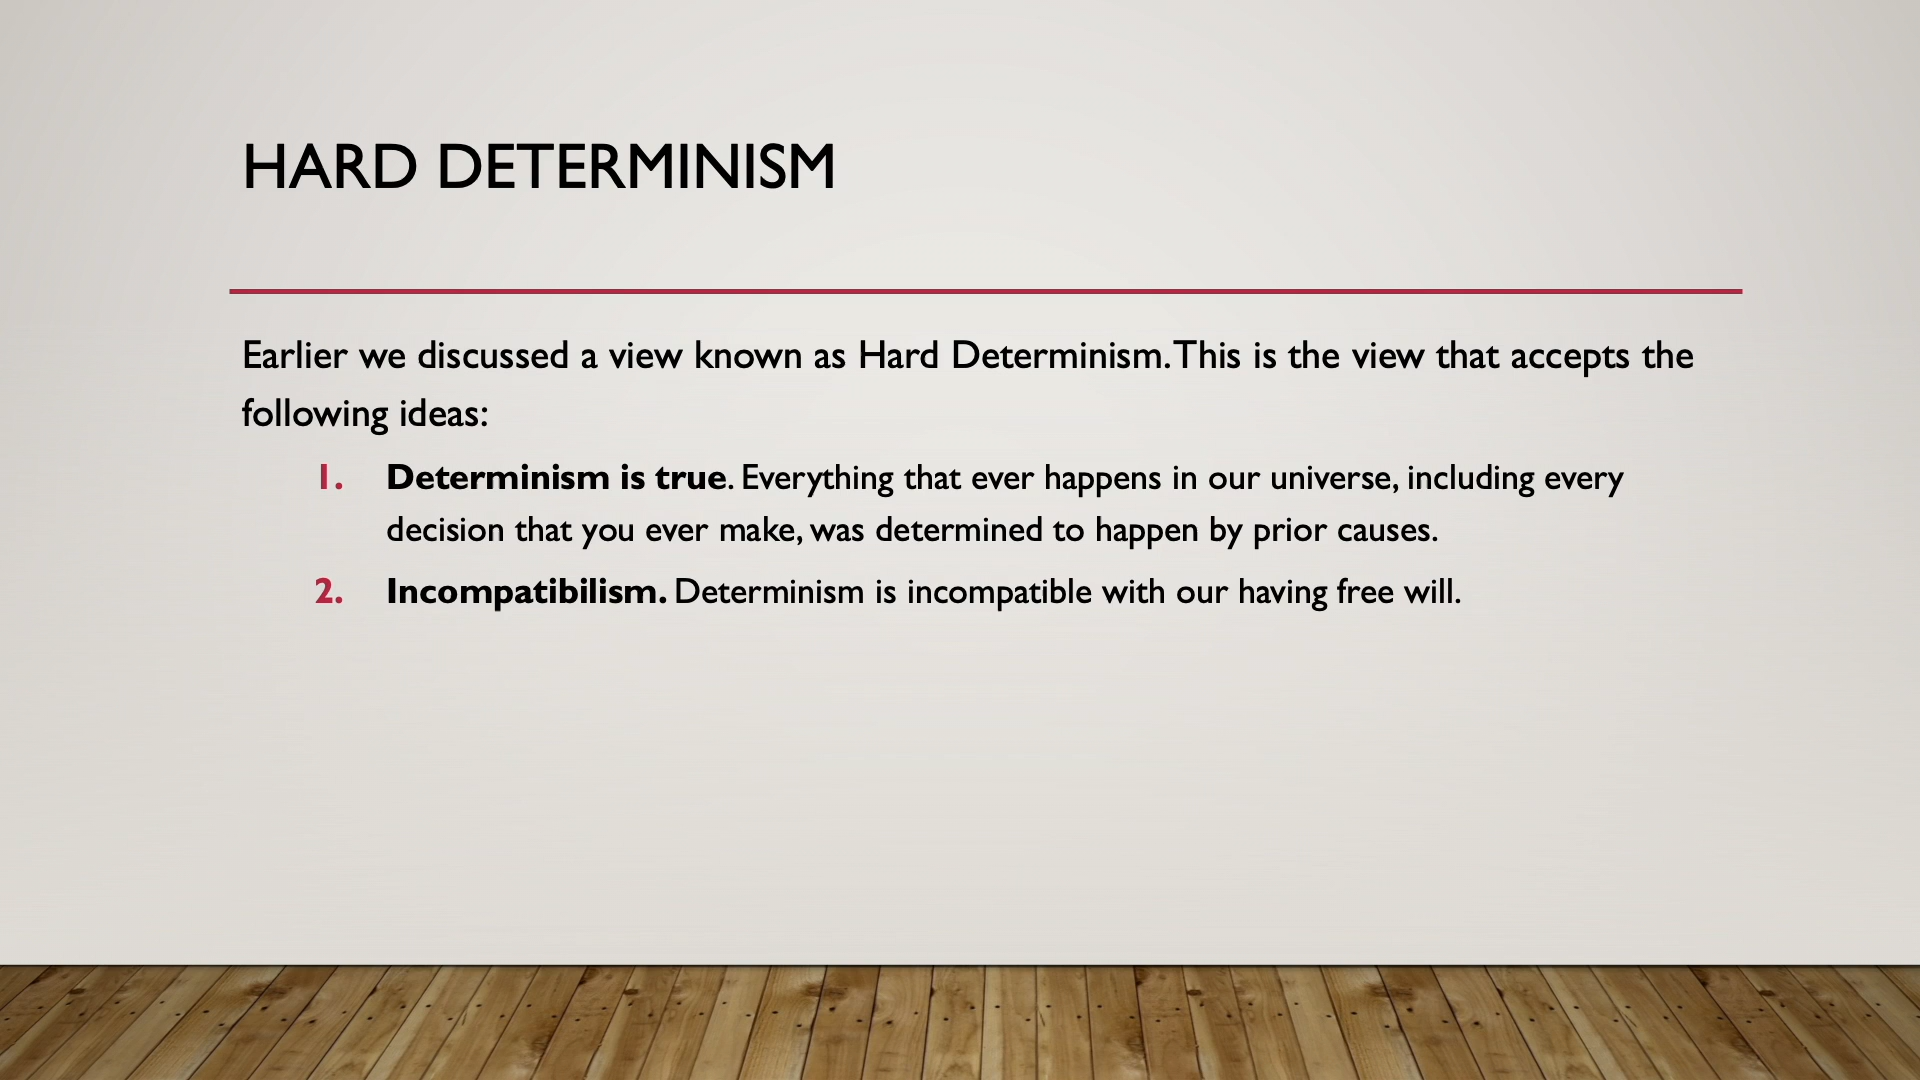 HARD DETERMINISM
Earlier we discussed a view known as Hard Determinism. This is the view that accepts the
following ideas:
1. Determinism is true. Everything that ever happens in our universe, including every
decision that you ever make, was determined to happen by prior causes.
2. Incompatibilism. Determinism is incompatible with our having free will.